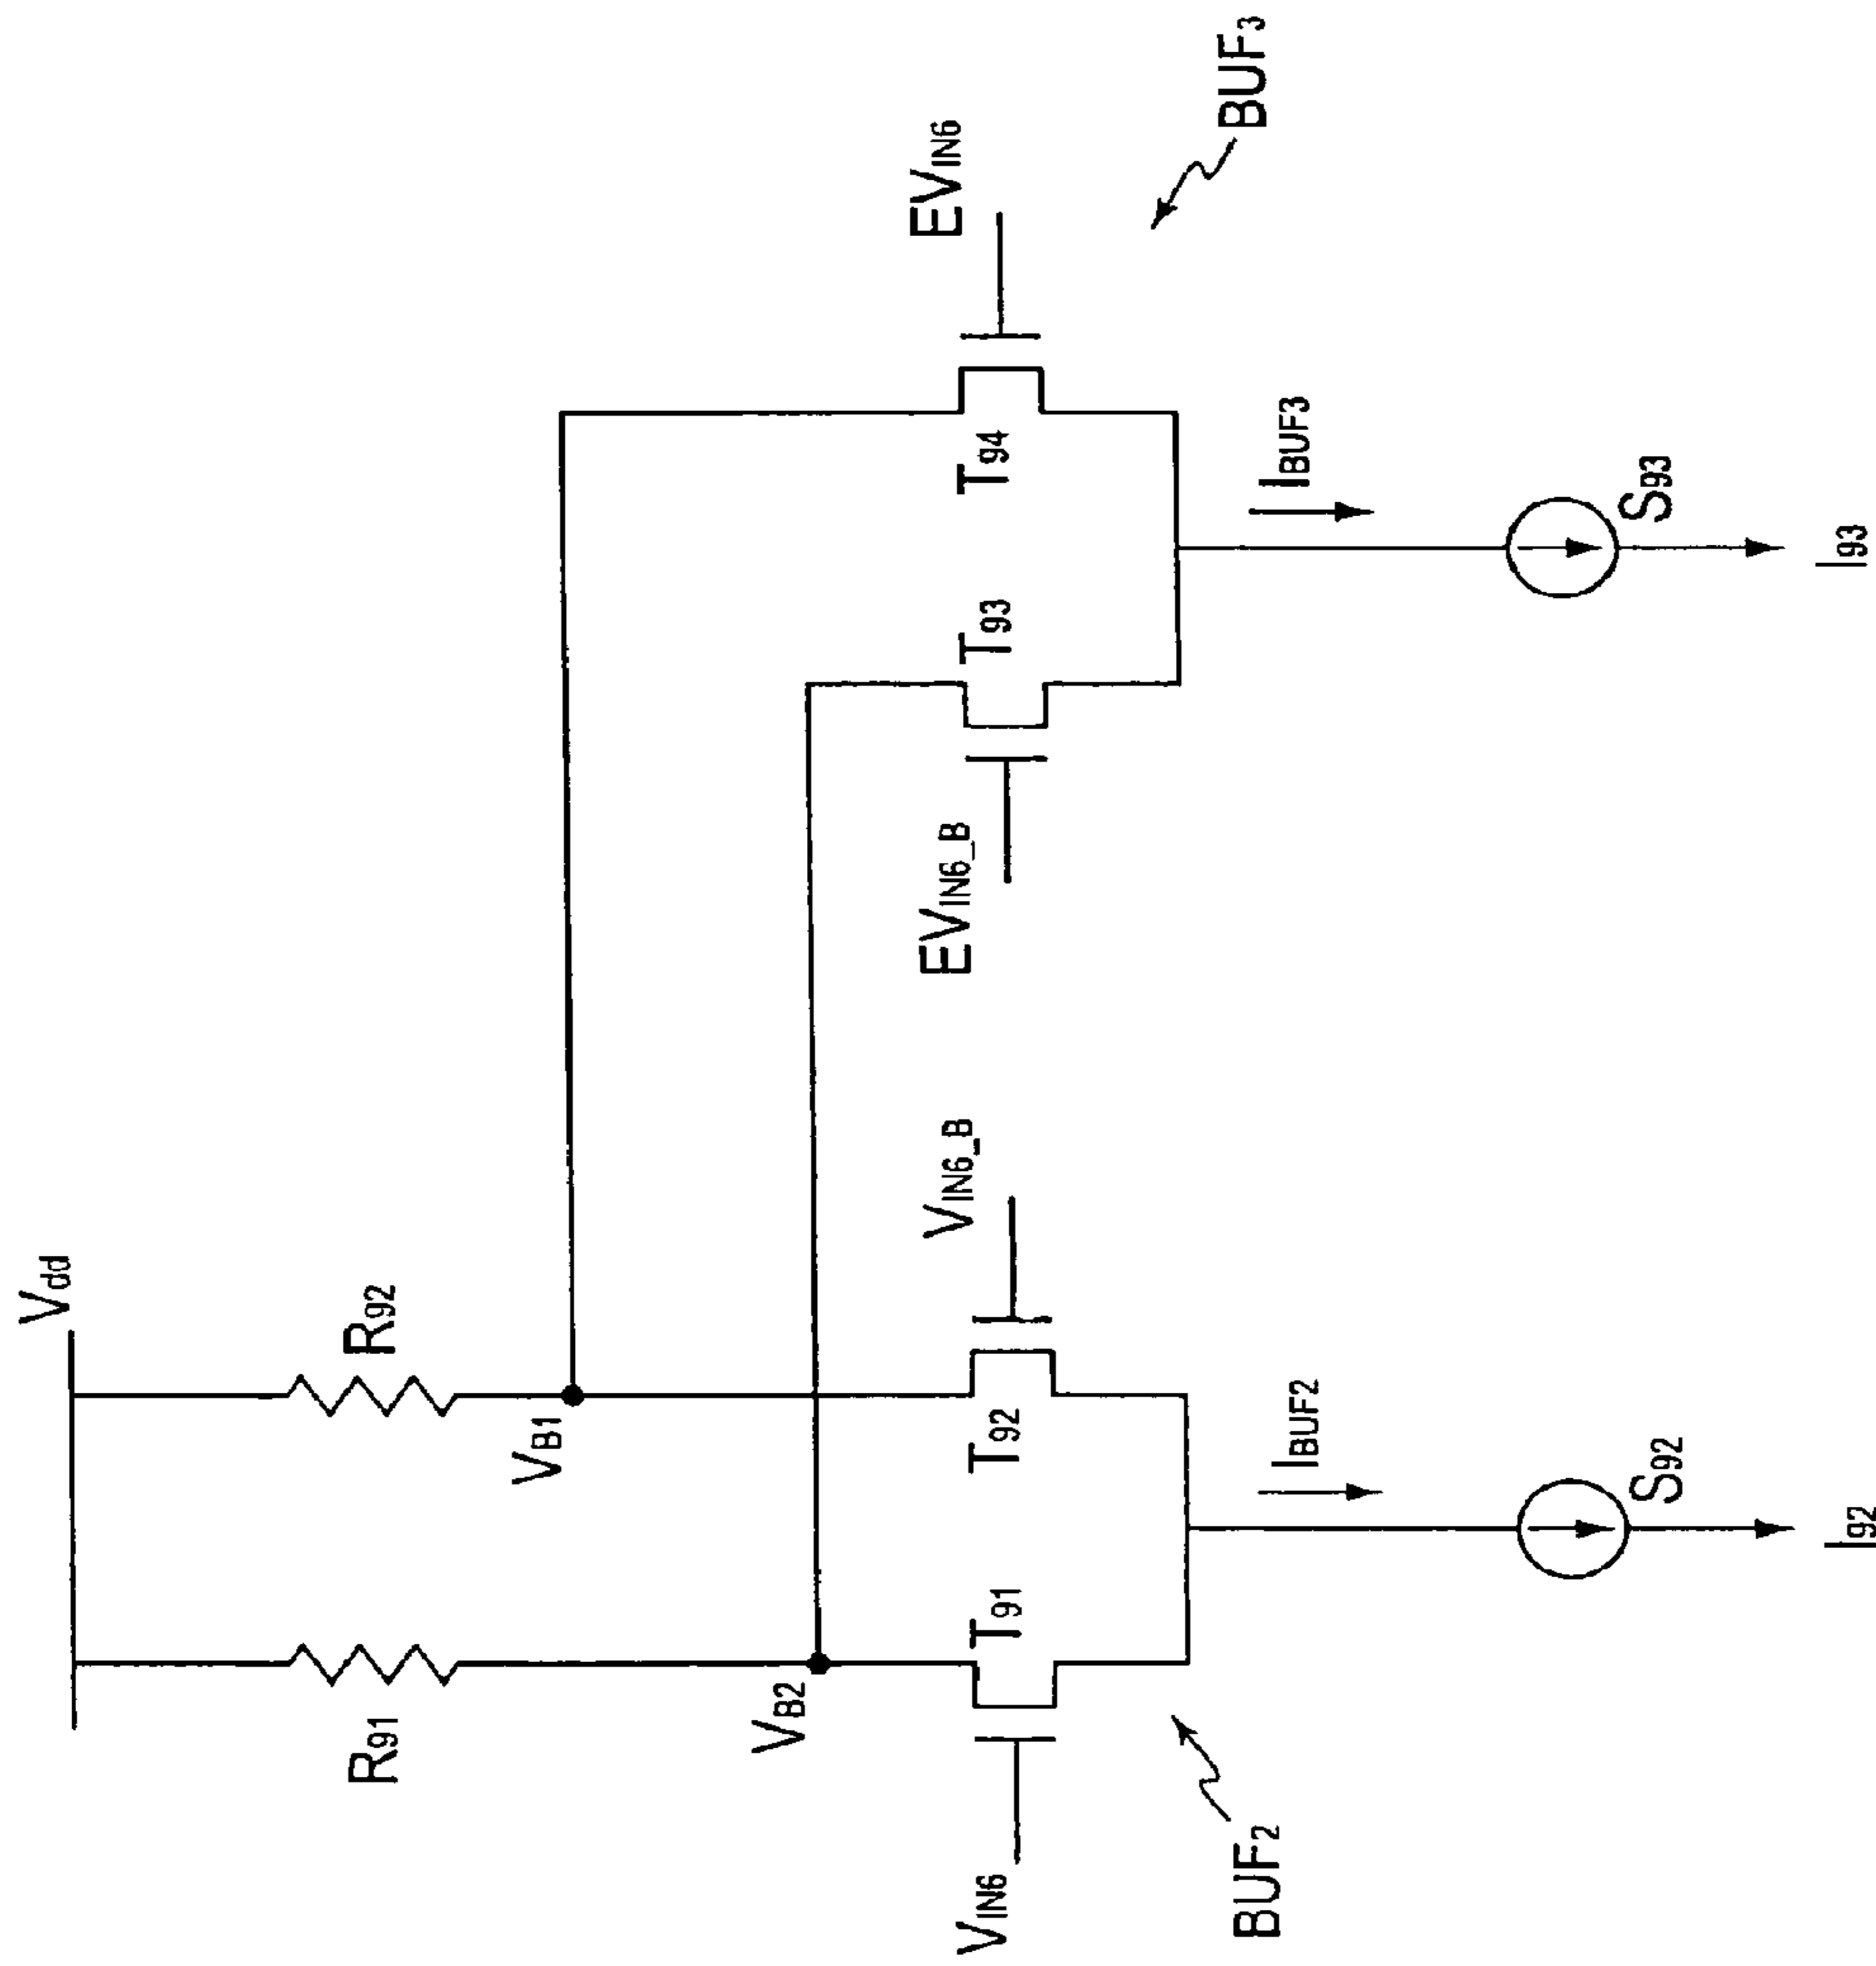 Vdd
R91
R92
VB1
VB2
VIN6
T91
T92
VIN6_B
EVIN6_B
T93
T94
EVIN6
BUF2
IBUF2
IBUF3
BUF3
S92
S93
I92
I93